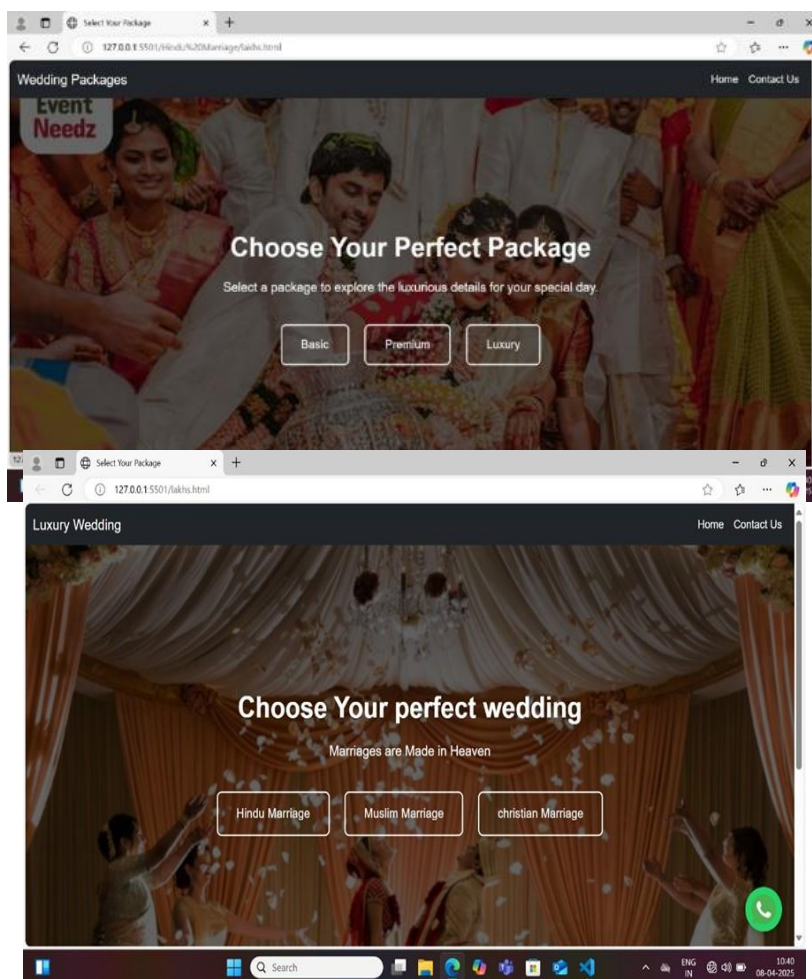 Select Your Package
127.0.0.1:5501/Hindu%20Marriage/lakhs.html
Wedding Packages Home Contact Us
Event
Needz
Choose Your Perfect Package
Select a package to explore the luxurious details for your special day.
Basic Premium Luxury
Select Your Package
127.0.0.1:5501/lakhs.html
Luxury Wedding Home Contact Us
Choose Your perfect wedding
Marriages are Made in Heaven
Hindu Marriage Muslim Marriage christian Marriage
Search ENG 10:40
IN 08-04-2025